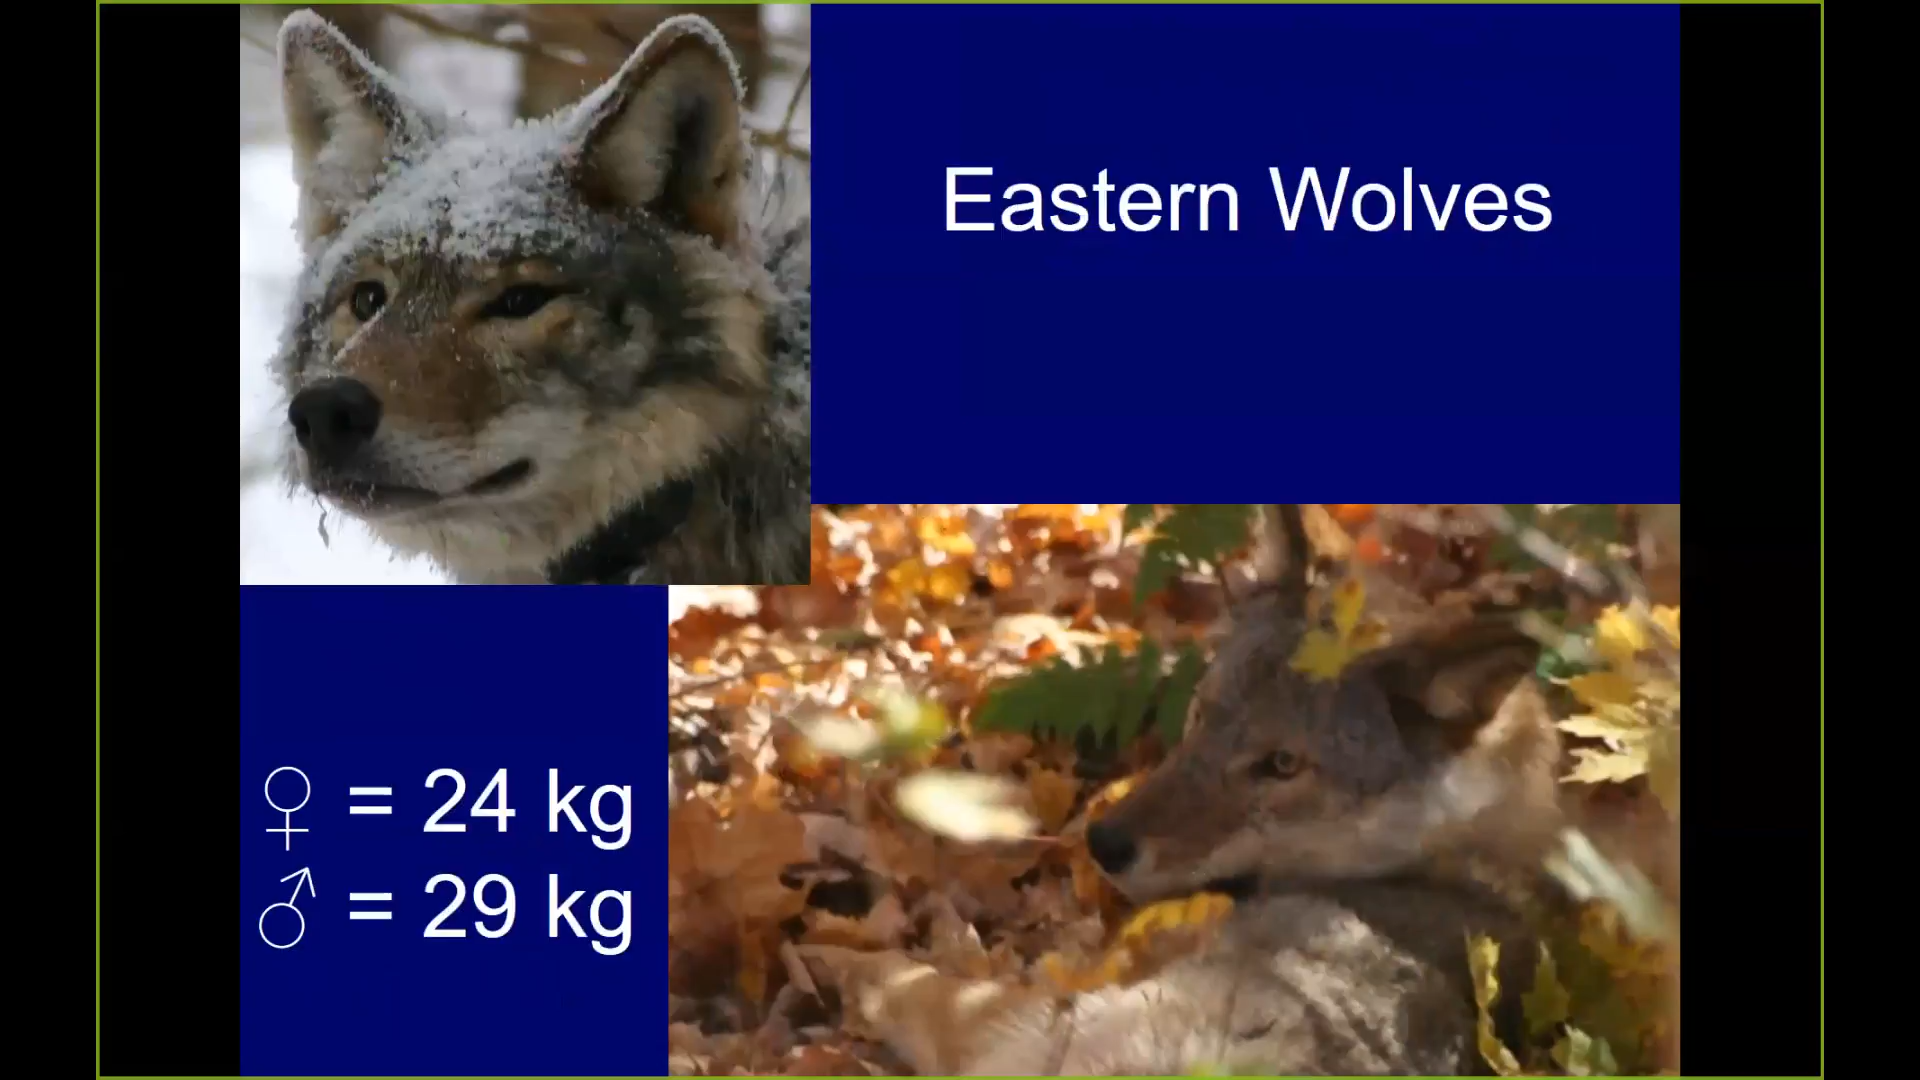 Eastern Wolves
♀ = 24 kg
♂ = 29 kg